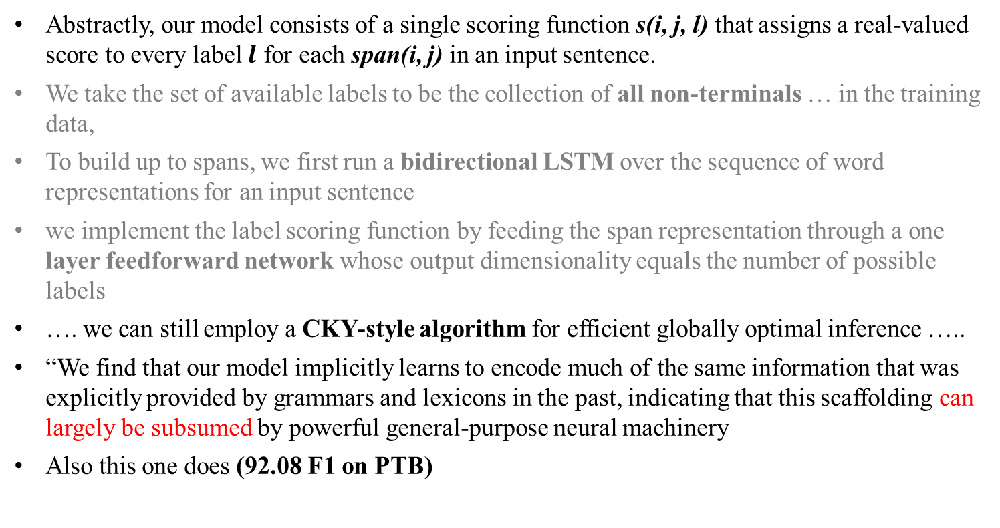 • Abstractly, our model consists of a single scoring function s(i, j, l) that assigns a real-valued
score to every label l for each span(i, j) in an input sentence.
• We take the set of available labels to be the collection of all non-terminals … in the training
data,
• To build up to spans, we first run a bidirectional LSTM over the sequence of word
representations for an input sentence
• we implement the label scoring function by feeding the span representation through a one
layer feedforward network whose output dimensionality equals the number of possible
labels
• …. we can still employ a CKY-style algorithm for efficient globally optimal inference …..
• “We find that our model implicitly learns to encode much of the same information that was
explicitly provided by grammars and lexicons in the past, indicating that this scaffolding can
largely be subsumed by powerful general-purpose neural machinery
• Also this one does (92.08 F1 on PTB)